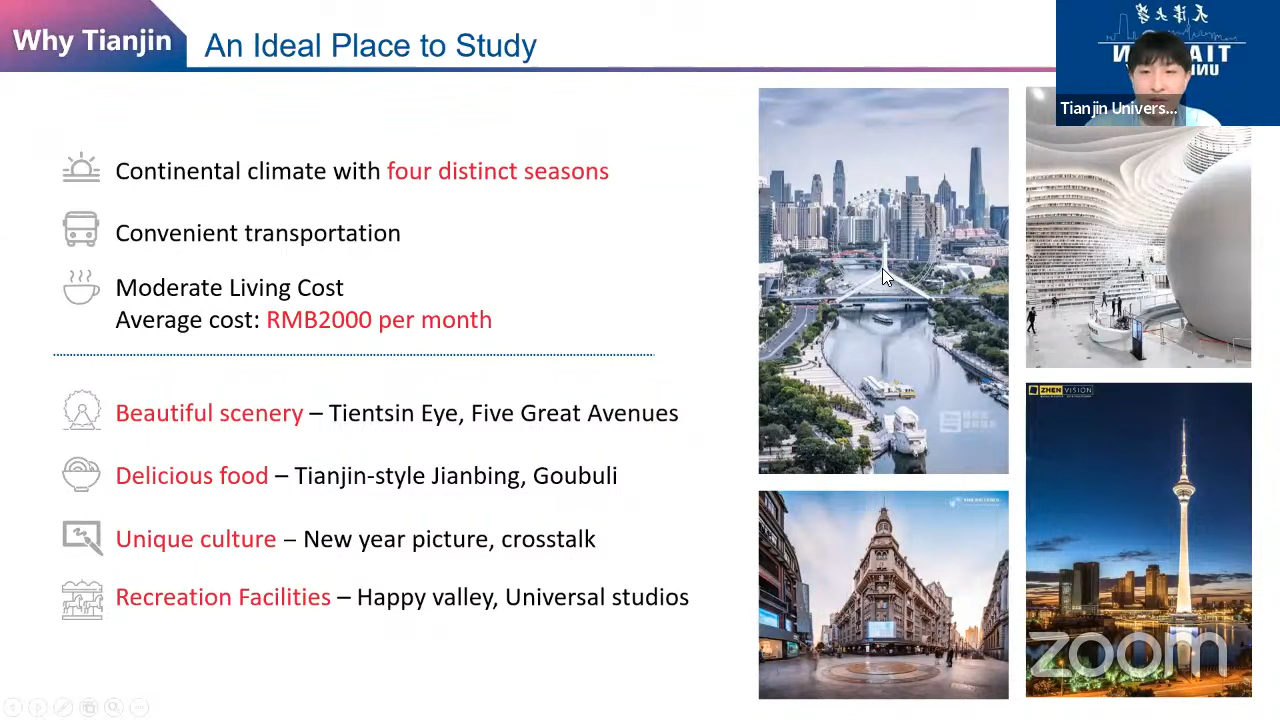 Why Tianjin
An Ideal Place to Study
Tianjin Univers...
Continental climate with four distinct seasons
Convenient transportation
Moderate Living Cost
Average cost: RMB2000 per month
Beautiful scenery – Tientsin Eye, Five Great Avenues
Delicious food – Tianjin-style Jianbing, Goubuli
Unique culture – New year picture, crosstalk
Recreation Facilities – Happy valley, Universal studios
ZHEN VISION
zoom